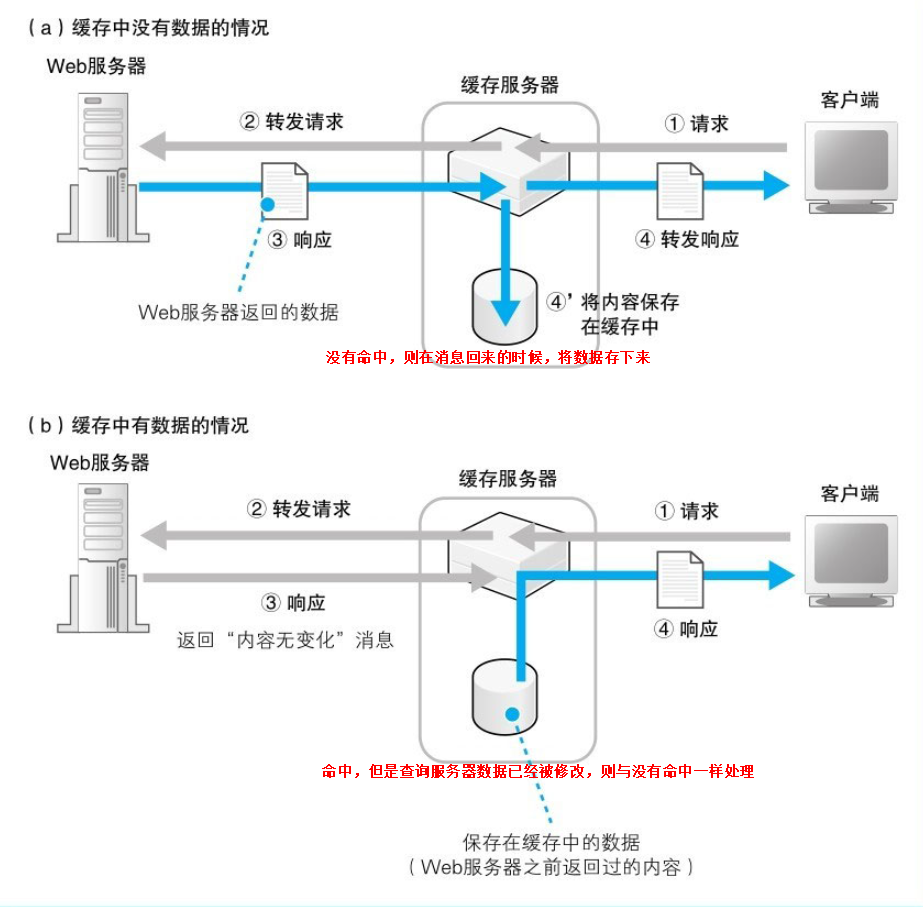 （a）缓存中没有数据的情况
Web服务器
缓存服务器
客户端
② 转发请求
① 请求
③ 响应
④ 转发响应
Web服务器返回的数据
④’ 将内容保存
在缓存中
没有命中，则在消息回来的时候，将数据存下来
（b）缓存中有数据的情况
Web服务器
缓存服务器
客户端
② 转发请求
① 请求
③ 响应
④ 响应
返回“内容无变化”消息
命中，但是查询服务器数据已经被修改，则与没有命中一样处理
保存在缓存中的数据
（Web服务器之前返回过的内容）